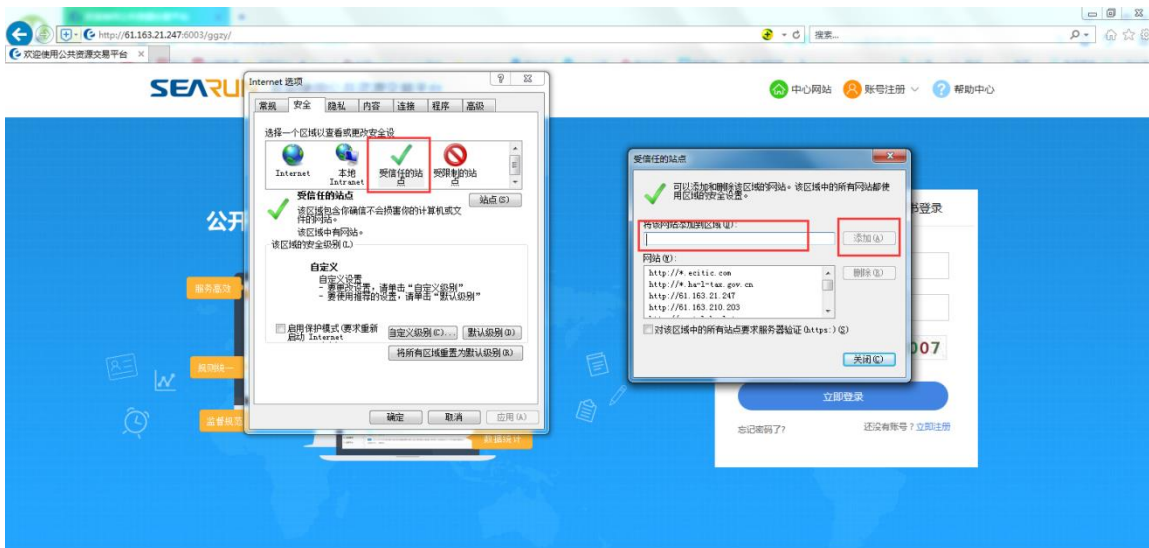 http://61.163.21.247:6003/ggzy/
搜索...
欢迎使用公共资源交易平台
SEARU
中心网站
账号注册
帮助中心
Internet 选项
常规 安全 隐私 内容 连接 程序 高级
选择一个区域以查看或更改安全设
Internet
本地
Intranet
受信任的站
点
受限制的站
点
受信任的站点
站点(S)
该区域包含你确信不会损害你的计算机或文
件的网站。
该区域中有网站。
该区域的安全级别(L)
自定义
自定义设置
- 要更改设置，请单击“自定义级别”
- 要使用推荐的设置，请单击“默认级别”
启用保护模式(要求重新
启动 Internet
自定义级别(C)...
默认级别(D)
将所有区域重置为默认级别(R)
确定
取消
应用(A)
受信任的站点
可以添加和删除该区域的网站。该区域中的所有网站都使
用区域的安全设置。
将该网站添加到区域(D):
添加(A)
网站(W):
http://*.ecitic.com
http://*.ha-l-tax.gov.cn
http://61.163.21.247
http://61.163.210.203
删除(R)
对该区域中的所有站点要求服务器验证(https:)(S)
关闭(C)
公开
服务高效
规则统一
监督规范
数据统计
书登录
007
立即登录
忘记密码了?
还没有账号？立即注册